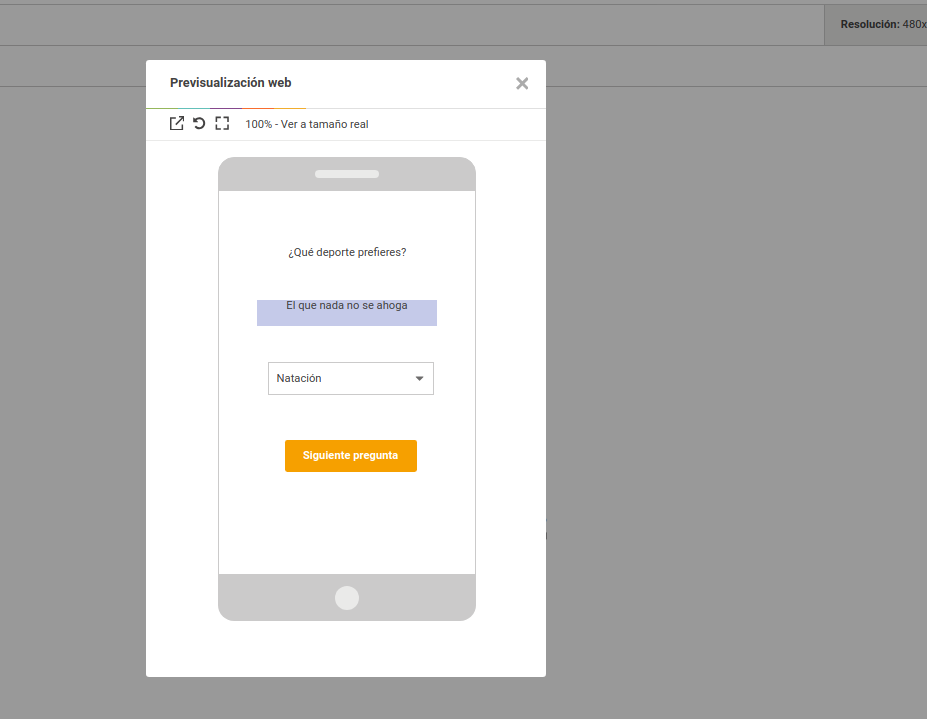 Resolución: 480x
Previsualización web
100% - Ver a tamaño real
¿Qué deporte prefieres?
El que nada no se ahoga
Natación
Siguiente pregunta